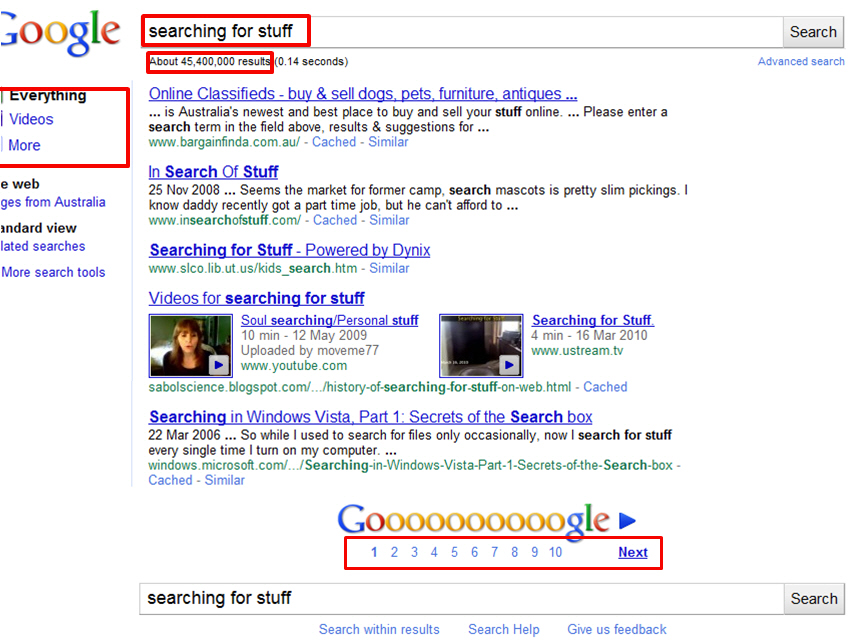 Google
searching for stuff
Search
About 45,400,000 results (0.14 seconds)
Advanced search
Everything
Videos
More
e web
ges from Australia
andard view
lated searches
More search tools
Online Classifieds - buy & sell dogs, pets, furniture, antiques ...
... is Australia's newest and best place to buy and sell your stuff online. ... Please enter a
search term in the field above, results & suggestions for ...
www.bargainfinda.com.au/ - Cached - Similar
In Search Of Stuff
25 Nov 2008 ... Seems the market for former camp, search mascots is pretty slim pickings. I
know daddy recently got a part time job, but he can't afford to ...
www.insearchofstuff.com/ - Cached - Similar
Searching for Stuff - Powered by Dynix
www.slco.lib.ut.us/kids_search.htm - Similar
Videos for searching for stuff
Soul searching/Personal stuff
10 min - 12 May 2009
Uploaded by moveme77
www.youtube.com
Searching for Stuff
Searching for Stuff.
4 min - 16 Mar 2010
www.ustream.tv
sabolscience.blogspot.com/.../history-of-searching-for-stuff-on-web.html - Cached
Searching in Windows Vista, Part 1: Secrets of the Search box
22 Mar 2006 ... So while I used to search for files only occasionally, now I search for stuff
every single time I turn on my computer. ...
windows.microsoft.com/.../Searching-in-Windows-Vista-Part-1-Secrets-of-the-Search-box -
Cached - Similar
Goooooooooogle
1 2 3 4 5 6 7 8 9 10 Next
searching for stuff
Search
Search within results Search Help Give us feedback